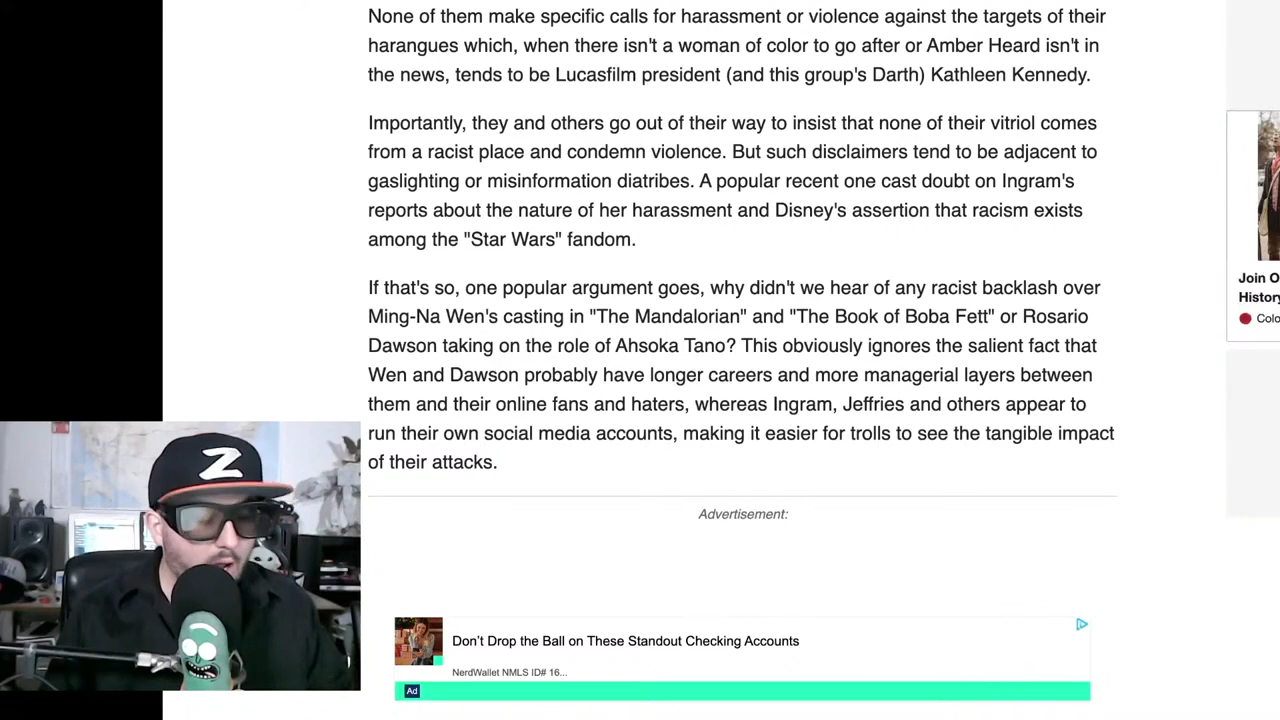 None of them make specific calls for harassment or violence against the targets of their
harangues which, when there isn't a woman of color to go after or Amber Heard isn't in
the news, tends to be Lucasfilm president (and this group's Darth) Kathleen Kennedy.
Importantly, they and others go out of their way to insist that none of their vitriol comes
from a racist place and condemn violence. But such disclaimers tend to be adjacent to
gaslighting or misinformation diatribes. A popular recent one cast doubt on Ingram's
reports about the nature of her harassment and Disney's assertion that racism exists
among the "Star Wars" fandom.
If that's so, one popular argument goes, why didn't we hear of any racist backlash over
Ming-Na Wen's casting in "The Mandalorian" and "The Book of Boba Fett" or Rosario
Dawson taking on the role of Ahsoka Tano? This obviously ignores the salient fact that
Wen and Dawson probably have longer careers and more managerial layers between
them and their online fans and haters, whereas Ingram, Jeffries and others appear to
run their own social media accounts, making it easier for trolls to see the tangible impact
of their attacks.
Advertisement:
Don't Drop the Ball on These Standout Checking Accounts
NerdWallet NMLS ID# 16...
Ad
Join O
History
Colo
Z